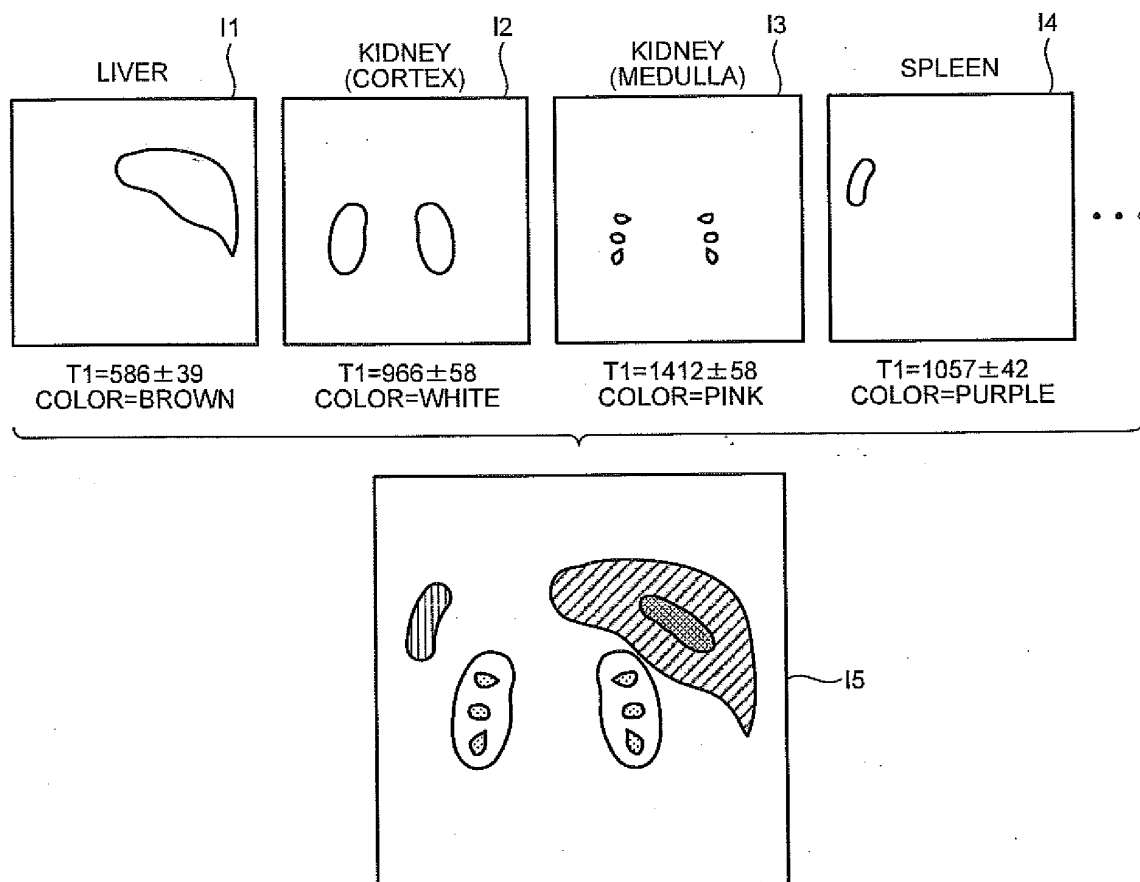 I1
I2
I3
I4
LIVER
KIDNEY
(CORTEX)
KIDNEY
(MEDULLA)
SPLEEN
• • •
T1=586±39
COLOR=BROWN
T1=966±58
COLOR=WHITE
T1=1412±58
COLOR=PINK
T1=1057±42
COLOR=PURPLE
I5